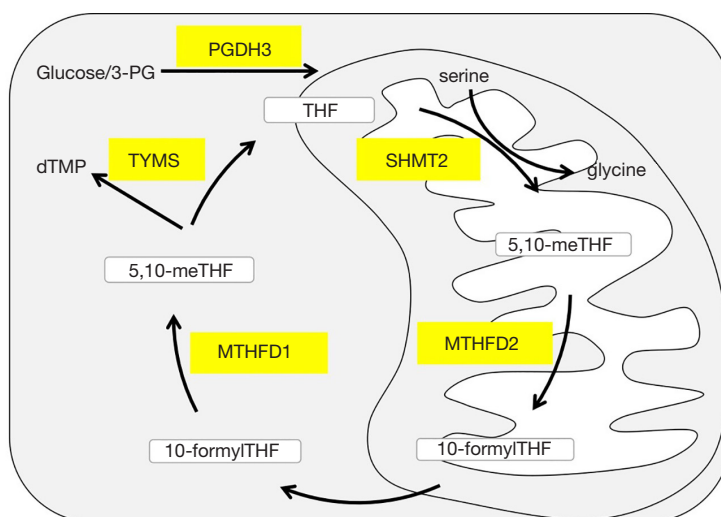 PGDH3
Glucose/3-PG
serine
THF
TYMS
SHMT2
dTMP
glycine
5,10-meTHF
5,10-meTHF
MTHFD1
MTHFD2
10-formylTHF
10-formylTHF